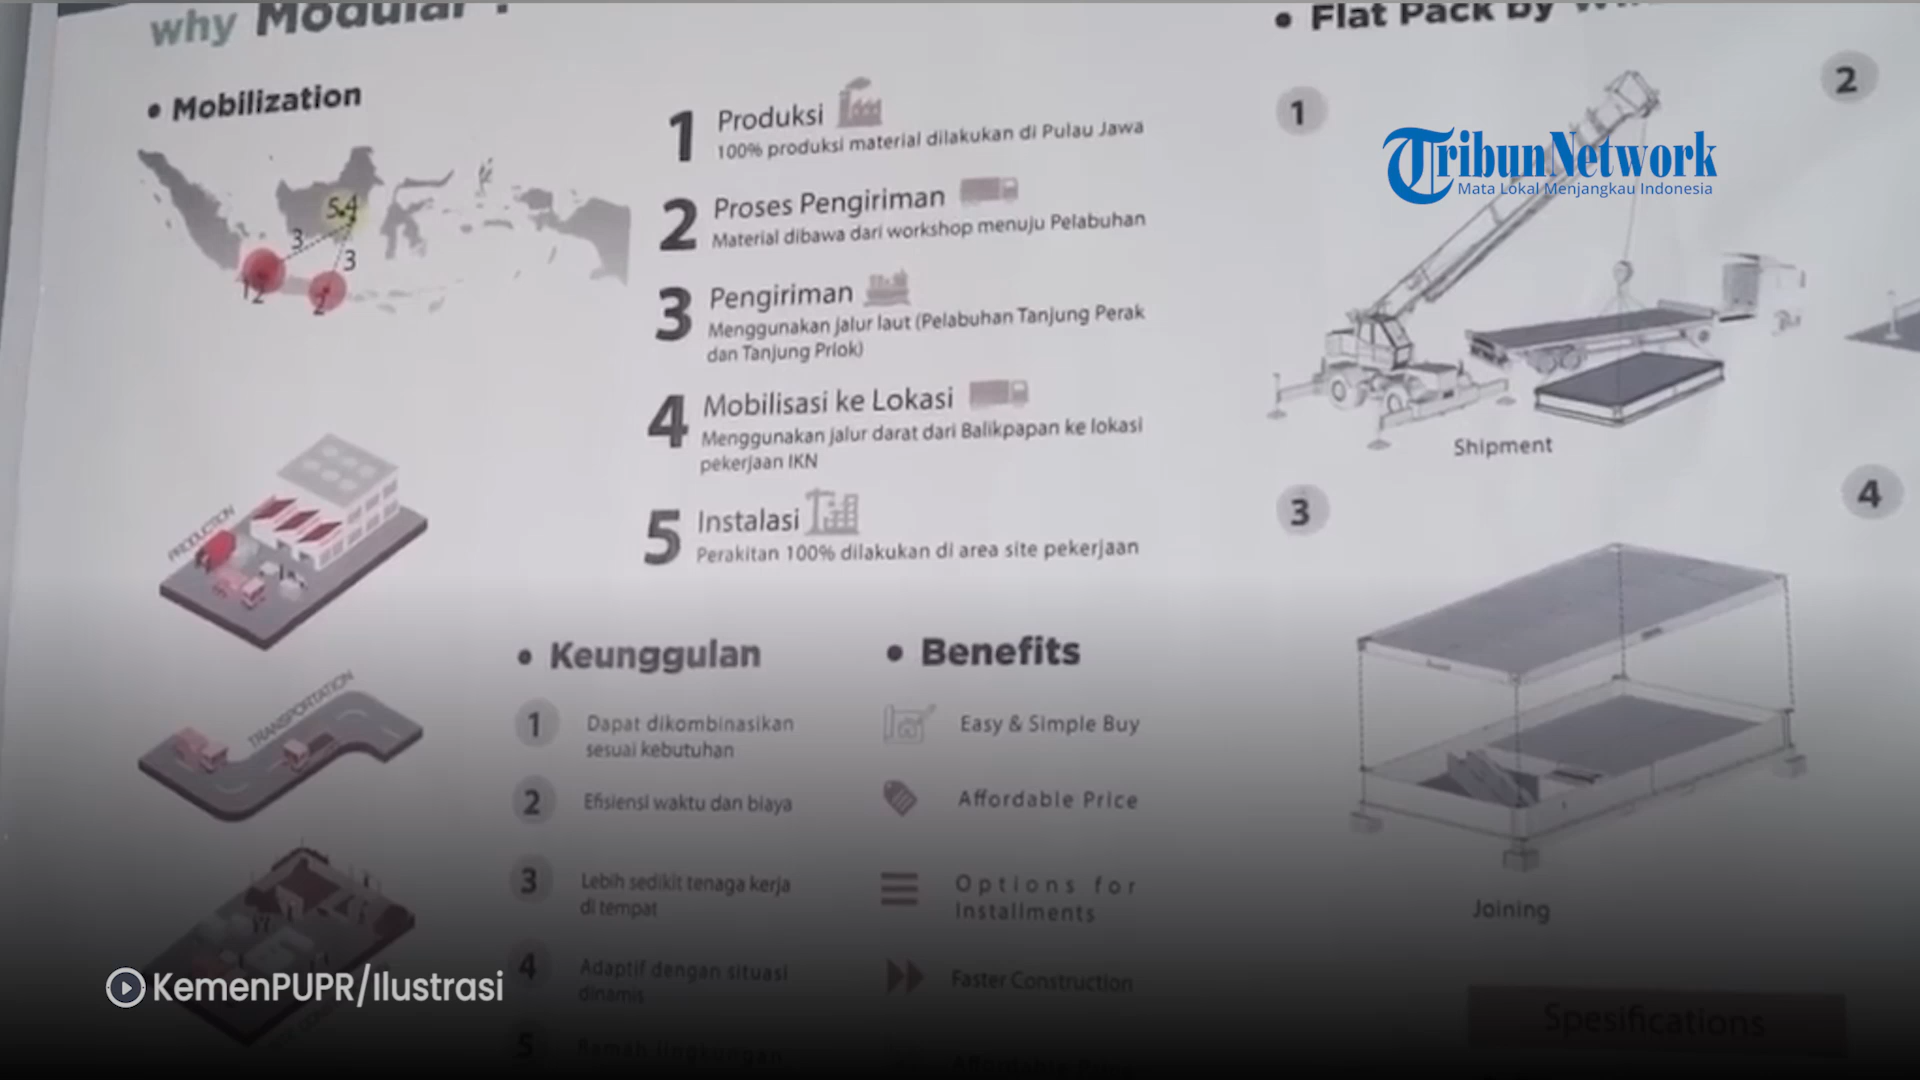 why Modular ?
• Mobilization
5.4
3
3
12
2
PRODUCTION
TRANSPORTATION
1 Produksi
100% produksi material dilakukan di Pulau Jawa
2 Proses Pengiriman
Material dibawa dari workshop menuju Pelabuhan
3 Pengiriman
Menggunakan jalur laut (Pelabuhan Tanjung Perak
dan Tanjung Priok)
4 Mobilisasi ke Lokasi
Menggunakan jalur darat dari Balikpapan ke lokasi
pekerjaan IKN
5 Instalasi
Perakitan 100% dilakukan di area site pekerjaan
• Keunggulan
1 Dapat dikombinasikan
sesuai kebutuhan
2 Efisiensi waktu dan biaya
3 Lebih sedikit tenaga kerja
di tempat
4 Adaptif dengan situasi
dinamis
5 Ramah lingkungan
• Benefits
Easy & Simple Buy
Affordable Price
Options for
Installments
Faster Construction
• Flat Pack by
1
2
Shipment
3
4
Joining
Spesifications
TribunNetwork
Mata Lokal Menjangkau Indonesia
KemenPUPR/Ilustrasi